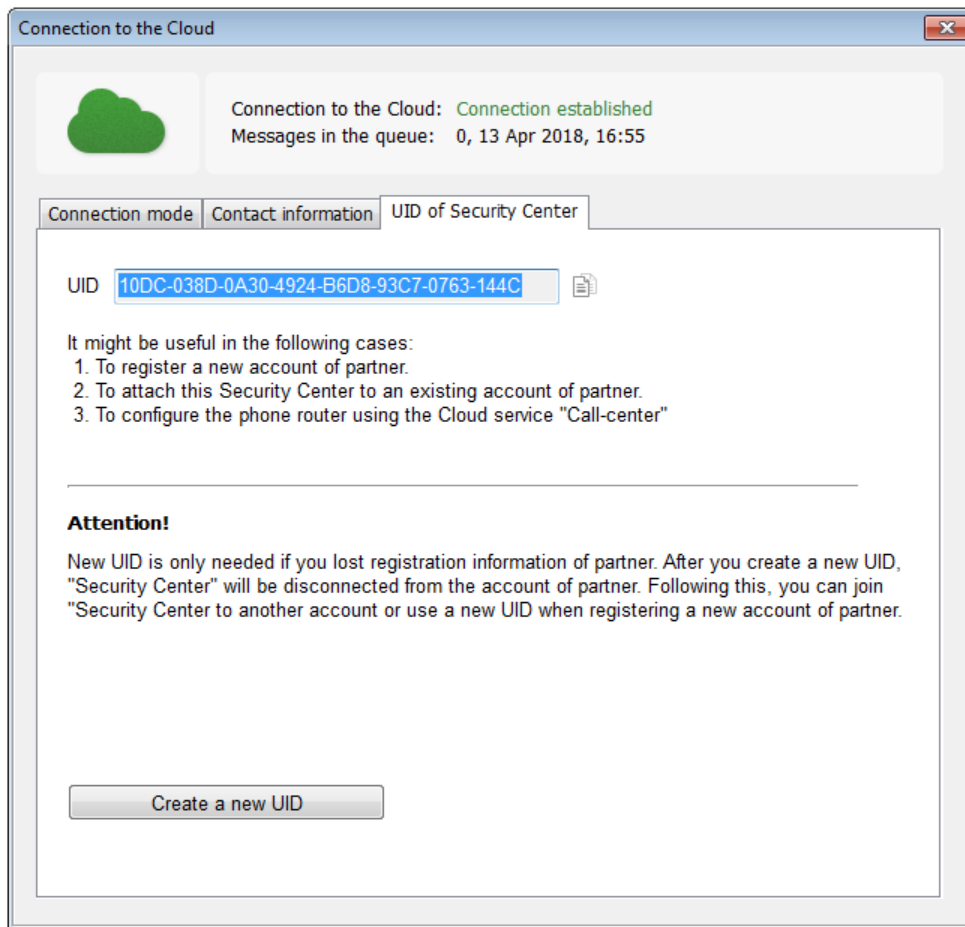 Connection to the Cloud
Connection to the Cloud: Connection established
Messages in the queue: 0, 13 Apr 2018, 16:55
Connection mode Contact information UID of Security Center
UID 10DC-038D-0A30-4924-B6D8-93C7-0763-144C
It might be useful in the following cases:
1. To register a new account of partner.
2. To attach this Security Center to an existing account of partner.
3. To configure the phone router using the Cloud service "Call-center"
Attention!
New UID is only needed if you lost registration information of partner. After you create a new UID,
"Security Center" will be disconnected from the account of partner. Following this, you can join
"Security Center to another account or use a new UID when registering a new account of partner.
Create a new UID